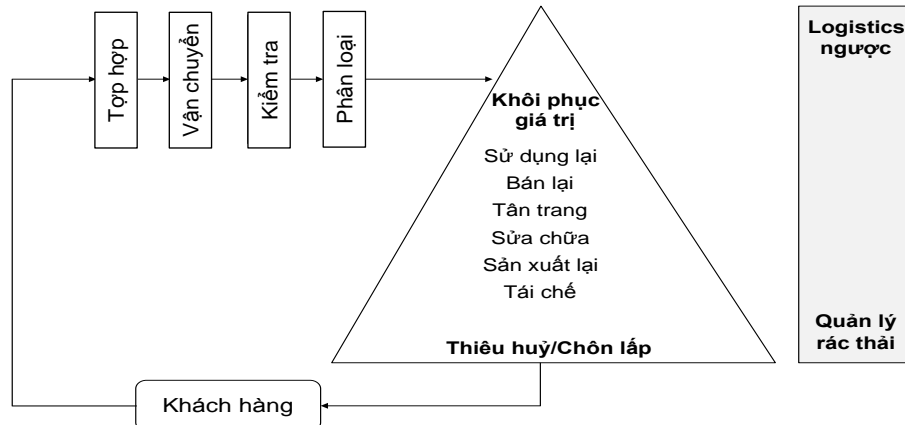 Tợp hợp
Vận chuyển
Kiểm tra
Phân loại
Khôi phục
giá trị
Sử dụng lại
Bán lại
Tân trang
Sửa chữa
Sản xuất lại
Tái chế
Thiêu huỷ/Chôn lấp
Khách hàng
Logistics
ngược
Quản lý
rác thải